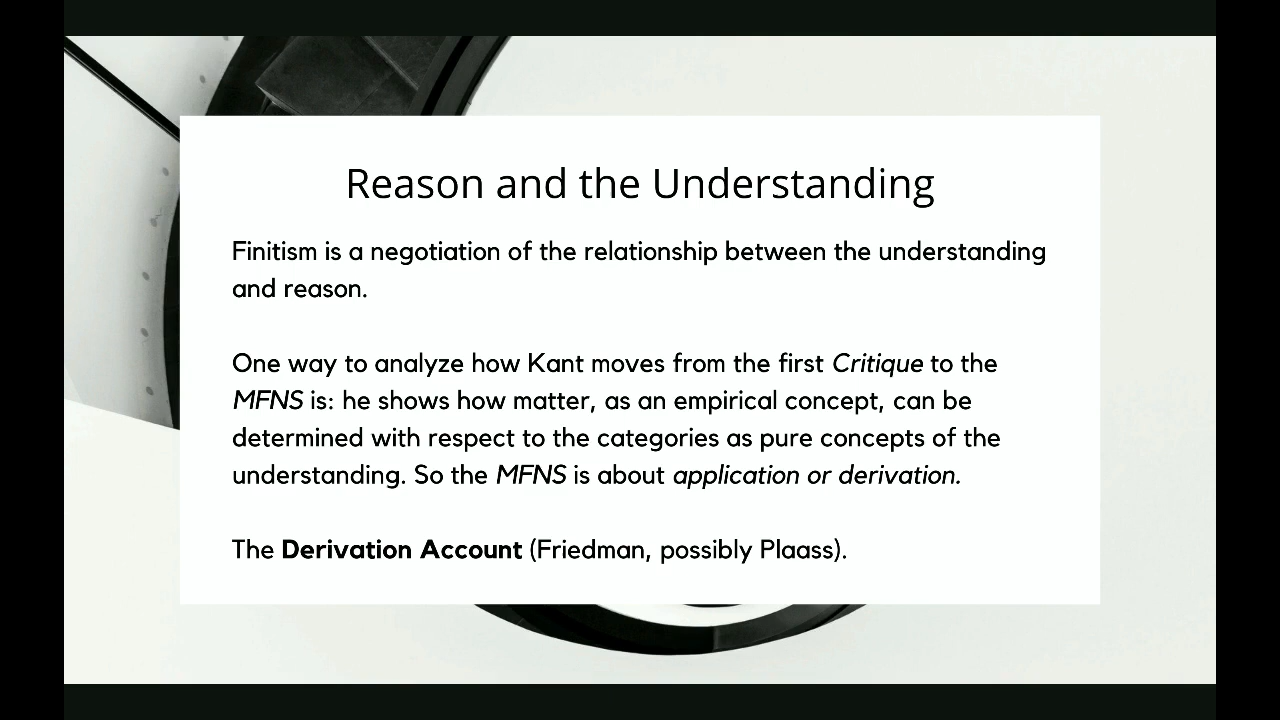 Reason and the Understanding
Finitism is a negotiation of the relationship between the understanding
and reason.
One way to analyze how Kant moves from the first Critique to the
MFNS is: he shows how matter, as an empirical concept, can be
determined with respect to the categories as pure concepts of the
understanding. So the MFNS is about application or derivation.
The Derivation Account (Friedman, possibly Plaass).